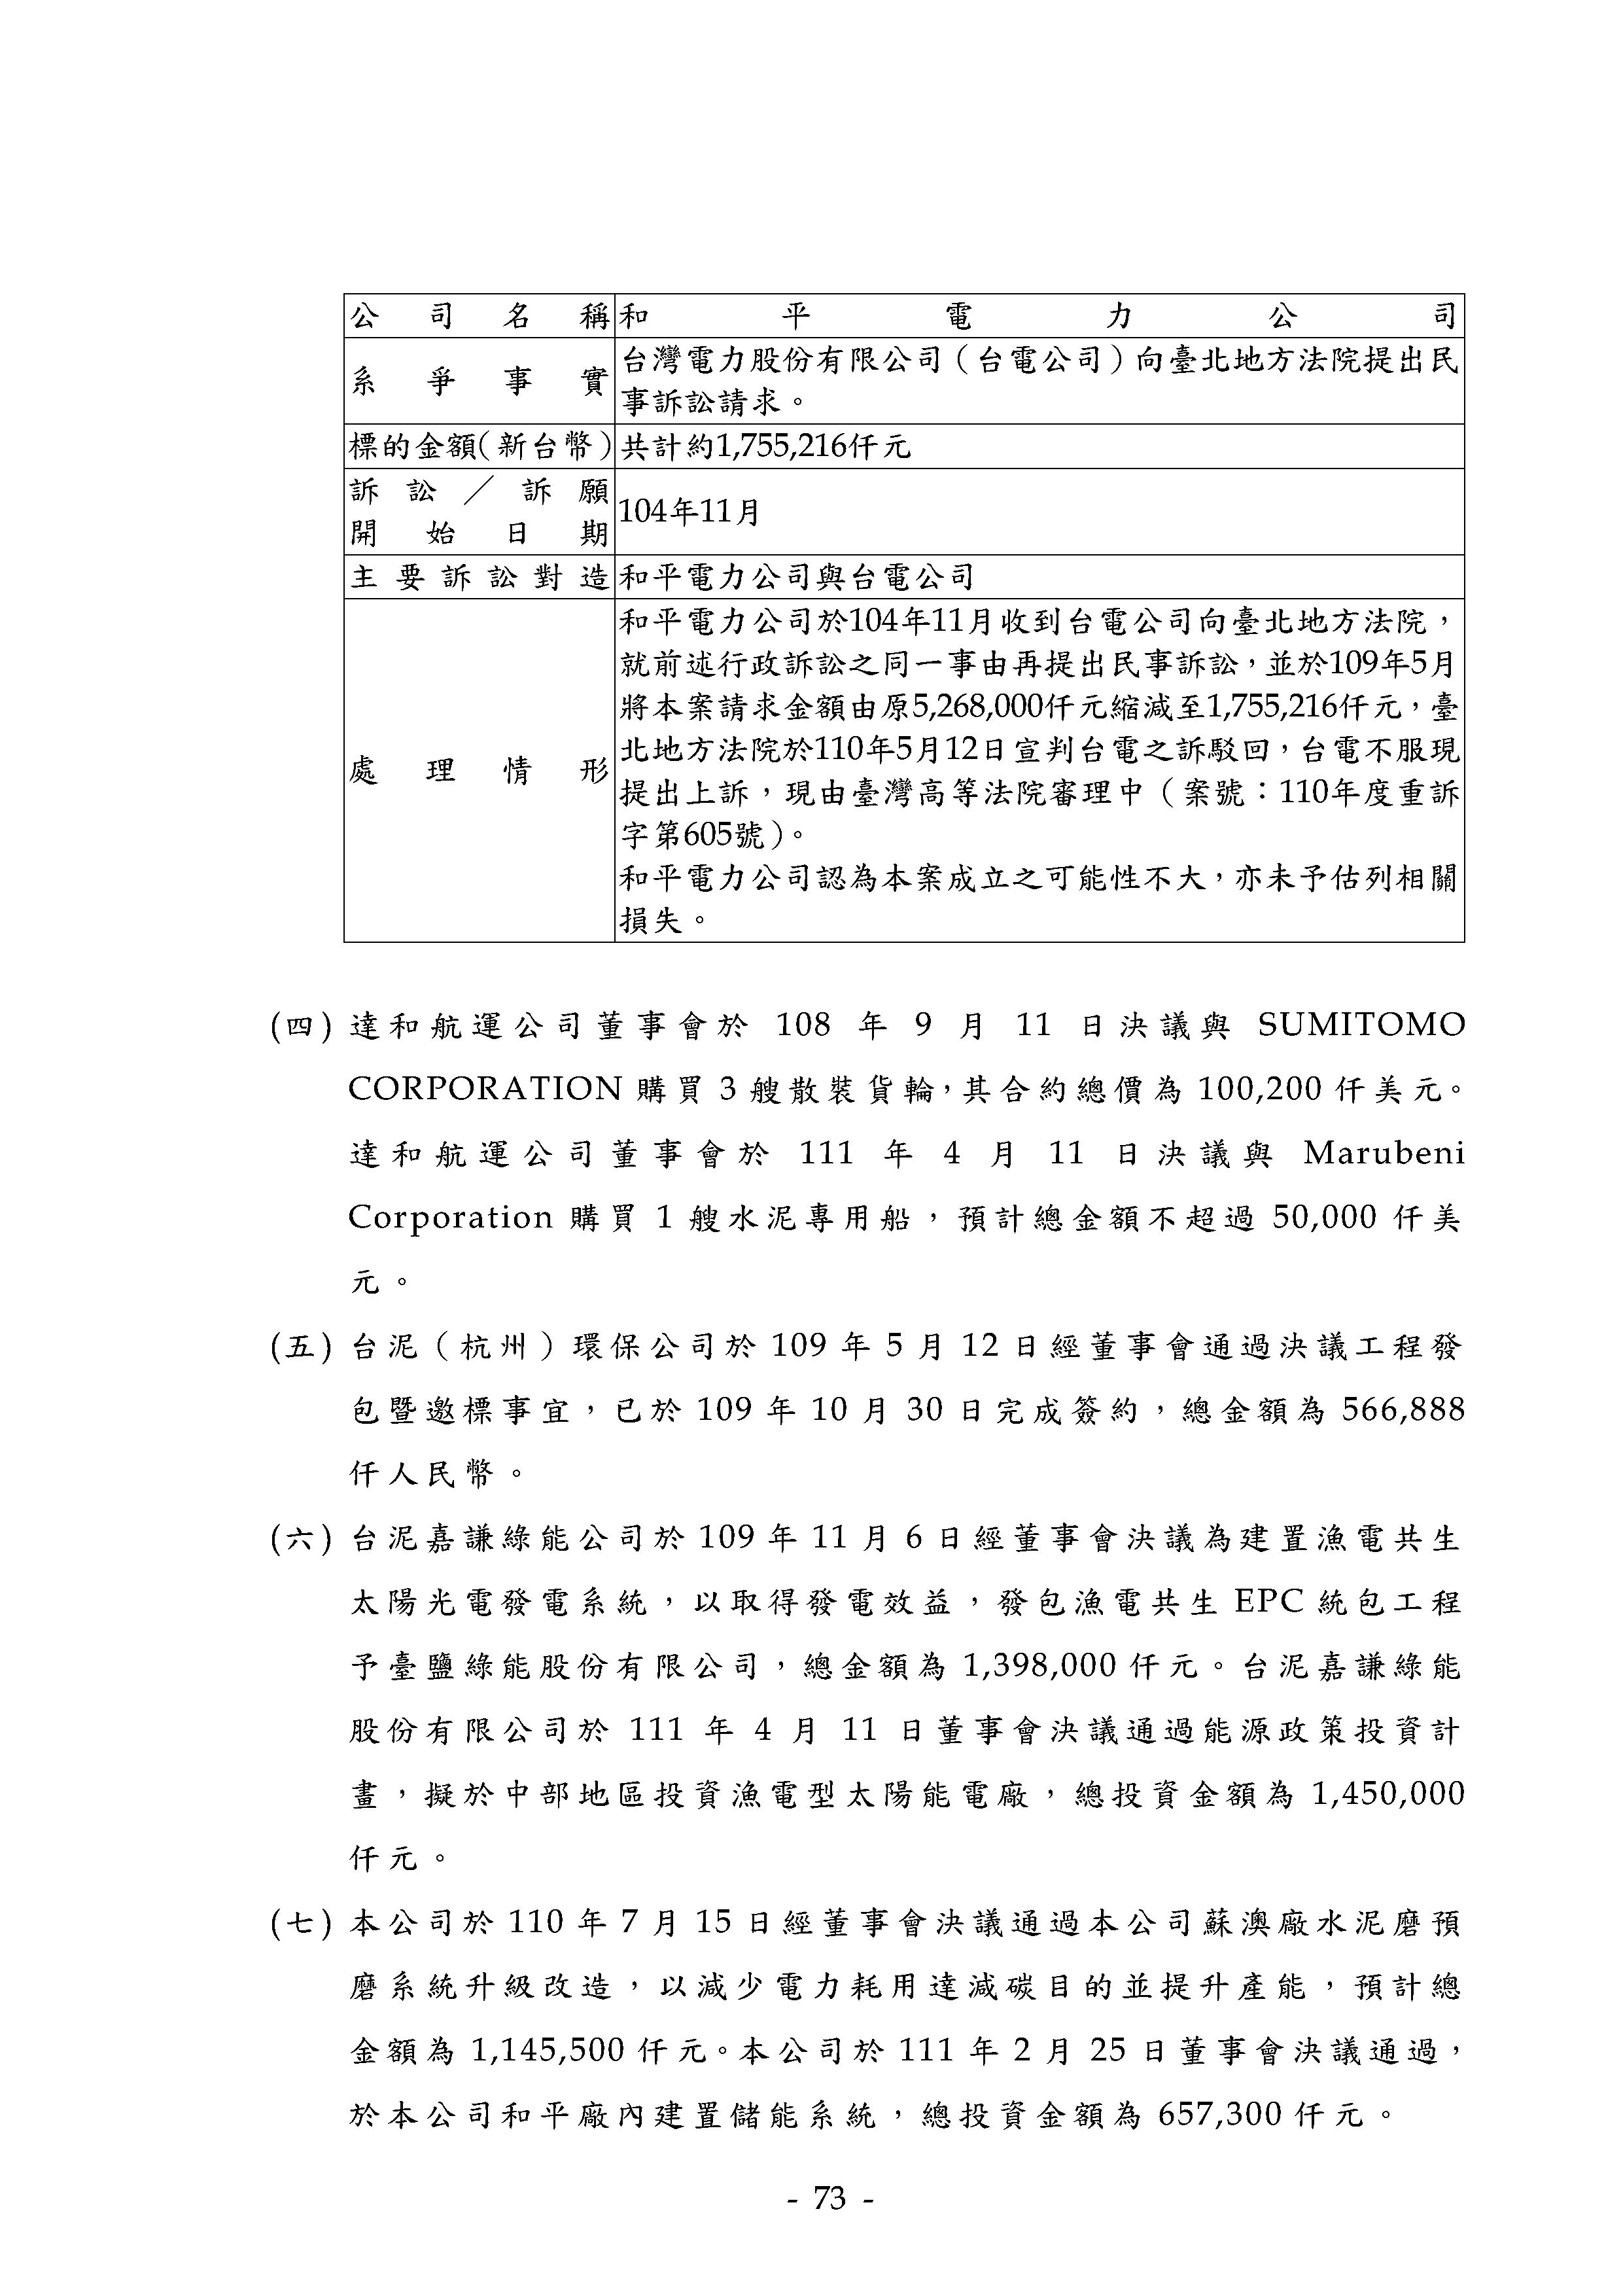 公司名稱 和平電力公司
系爭事實 台灣電力股份有限公司（台電公司）向臺北地方法院提出民
事訴訟請求。
標的金額（新台幣） 共計約1,755,216仟元
訴訟／訴願
開始日期 104年11月
主要訴訟對造 和平電力公司與台電公司
處理情形 和平電力公司於104年11月收到台電公司向臺北地方法院，
就前述行政訴訟之同一事由再提出民事訴訟，並於109年5月
將本案請求金額由原5,268,000仟元縮減至1,755,216仟元，臺
北地方法院於110年5月12日宣判台電之訴駁回，台電不服現
提出上訴，現由臺灣高等法院審理中（案號：110年度重訴
字第605號）。
和平電力公司認為本案成立之可能性不大，亦未予估列相關
損失。
(四) 達和航運公司董事會於 108 年 9 月 11 日決議與 SUMITOMO
CORPORATION 購買 3 艘散裝貨輪，其合約總價為 100,200 仟美元。
達和航運公司董事會於 111 年 4 月 11 日決議與 Marubeni
Corporation 購買 1 艘水泥專用船，預計總金額不超過 50,000 仟美
元。
(五) 台泥（杭州）環保公司於 109 年 5 月 12 日經董事會通過決議工程發
包暨邀標事宜，已於 109 年 10 月 30 日完成簽約，總金額為 566,888
仟人民幣。
(六) 台泥嘉謙綠能公司於 109 年 11 月 6 日經董事會決議為建置漁電共生
太陽光電發電系統，以取得發電效益，發包漁電共生 EPC 統包工程
予臺鹽綠能股份有限公司，總金額為 1,398,000 仟元。台泥嘉謙綠能
股份有限公司於 111 年 4 月 11 日董事會決議通過能源政策投資計
畫，擬於中部地區投資漁電型太陽能電廠，總投資金額為 1,450,000
仟元。
(七) 本公司於 110 年 7 月 15 日經董事會決議通過本公司蘇澳廠水泥磨預
磨系統升級改造，以減少電力耗用達減碳目的並提升產能，預計總
金額為 1,145,500 仟元。本公司於 111 年 2 月 25 日董事會決議通過，
於本公司和平廠內建置儲能系統，總投資金額為 657,300 仟元。
- 73 -